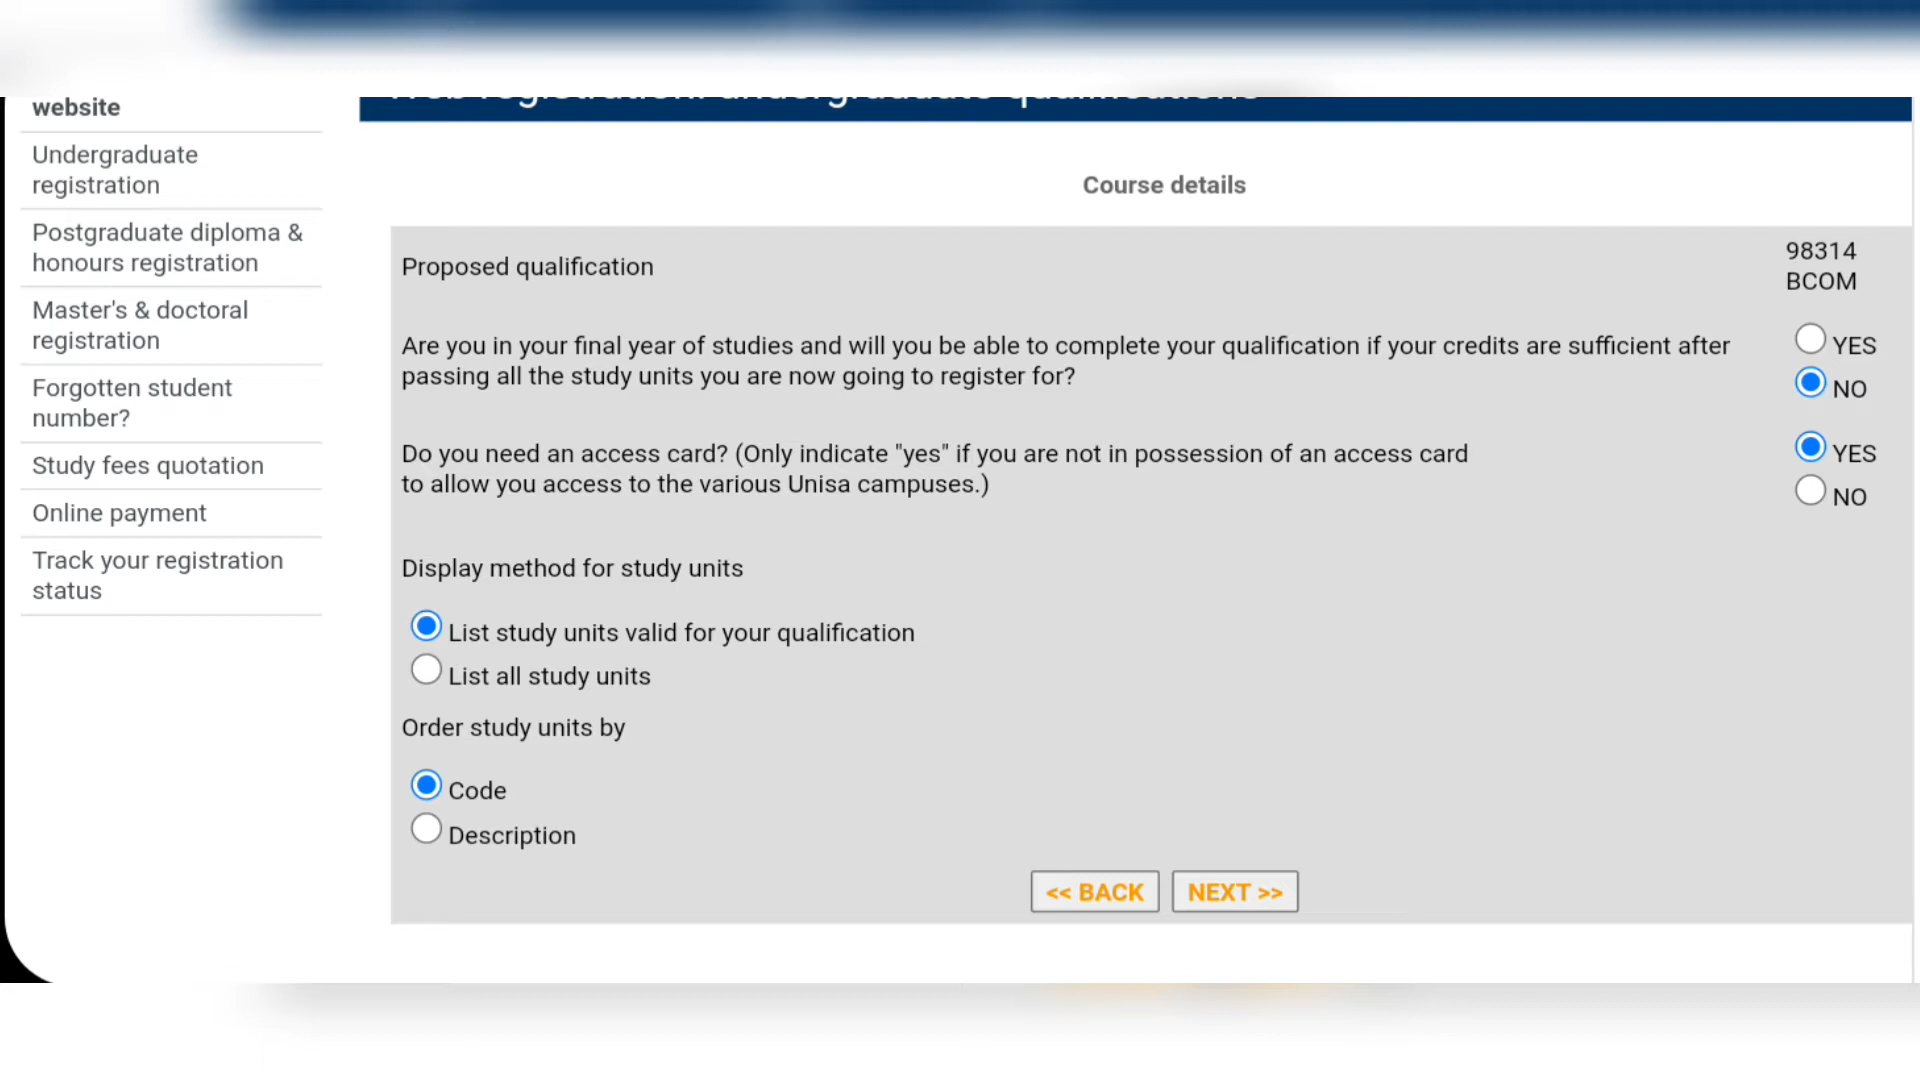 website
Web registration: undergraduate qualifications
Undergraduate
registration
Postgraduate diploma &
honours registration
Master's & doctoral
registration
Forgotten student
number?
Study fees quotation
Online payment
Track your registration
status
Course details
Proposed qualification
98314
BCOM
Are you in your final year of studies and will you be able to complete your qualification if your credits are sufficient after
passing all the study units you are now going to register for?
YES
NO
Do you need an access card? (Only indicate "yes" if you are not in possession of an access card
to allow you access to the various Unisa campuses.)
YES
NO
Display method for study units
List study units valid for your qualification
List all study units
Order study units by
Code
Description
<< BACK
NEXT >>